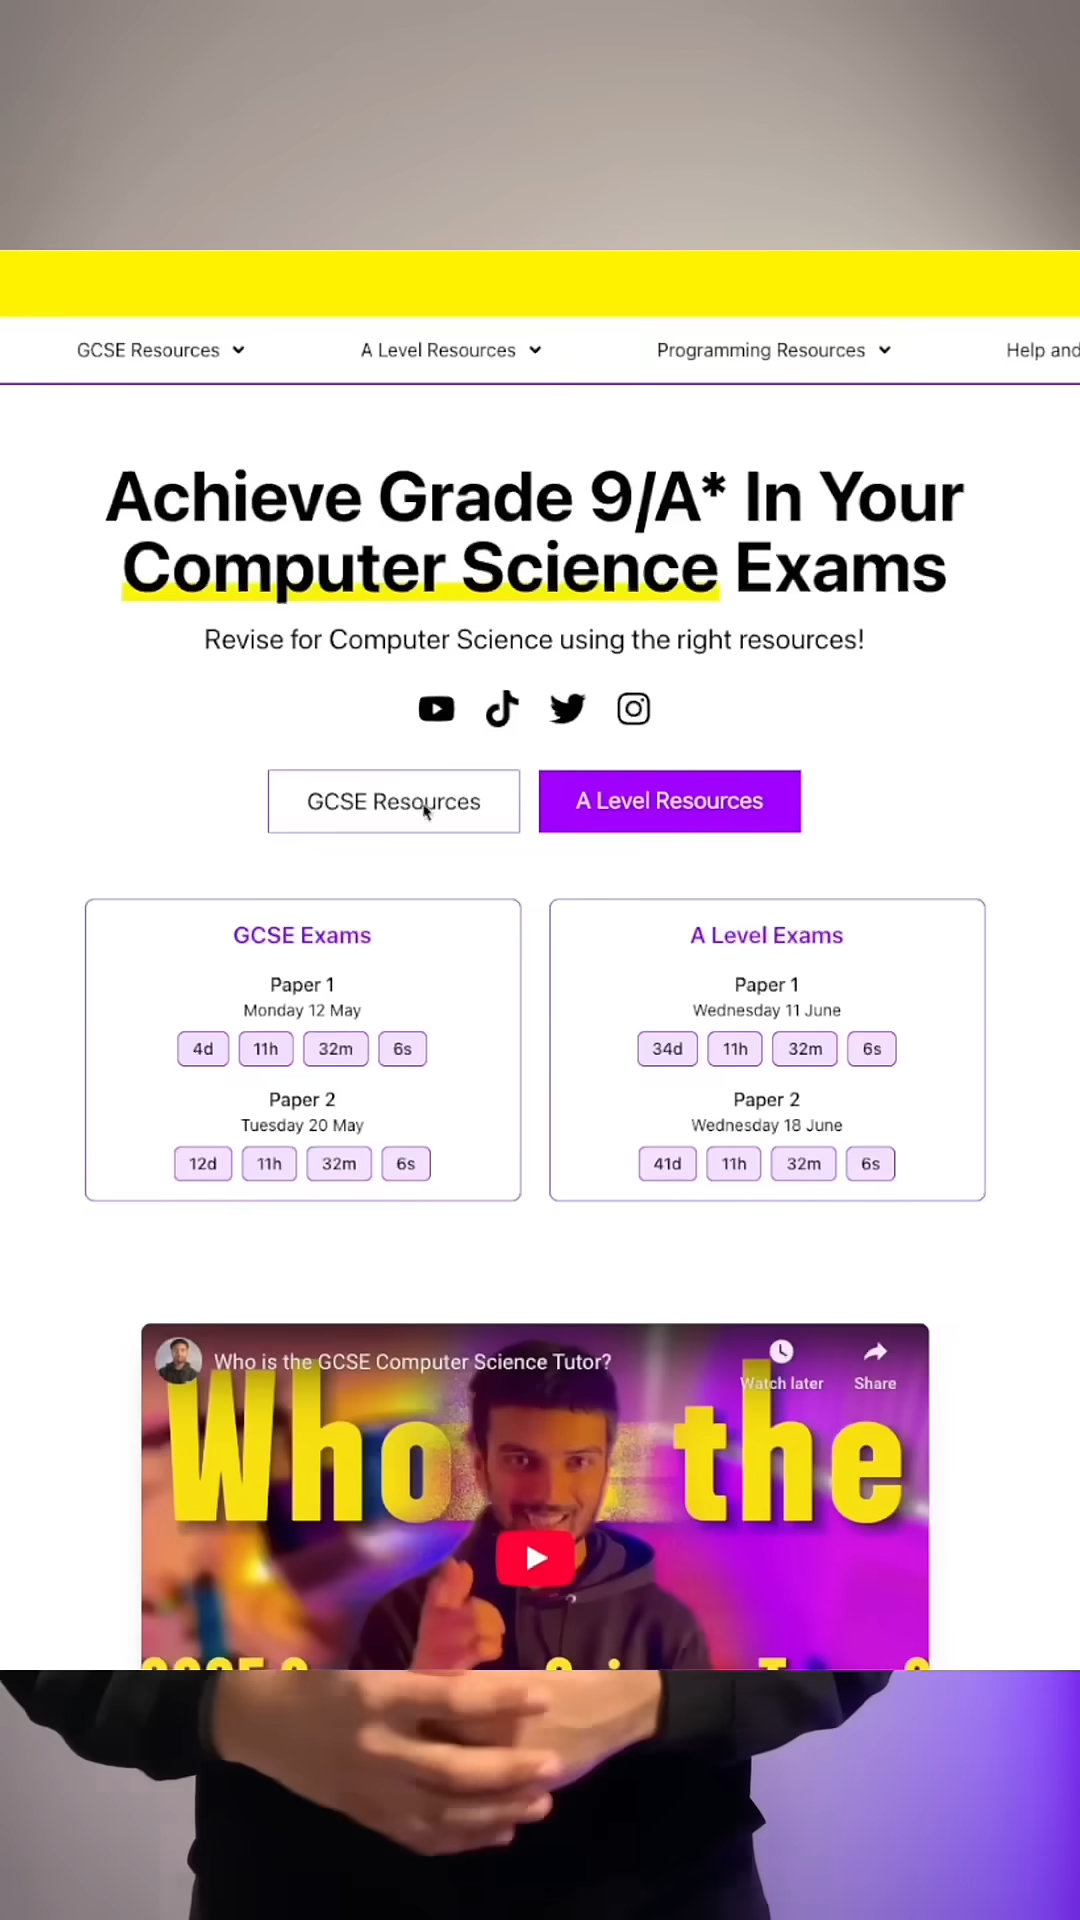 GCSE Resources
A Level Resources
Programming Resources
Help and
Achieve Grade 9/A* In Your
Computer Science Exams
Revise for Computer Science using the right resources!
GCSE Resources
A Level Resources
GCSE Exams
Paper 1
Monday 12 May
4d 11h 32m 6s
Paper 2
Tuesday 20 May
12d 11h 32m 6s
A Level Exams
Paper 1
Wednesday 11 June
34d 11h 32m 6s
Paper 2
Wednesday 18 June
41d 11h 32m 6s
Who is the GCSE Computer Science Tutor?
Watch later
Share
Who the